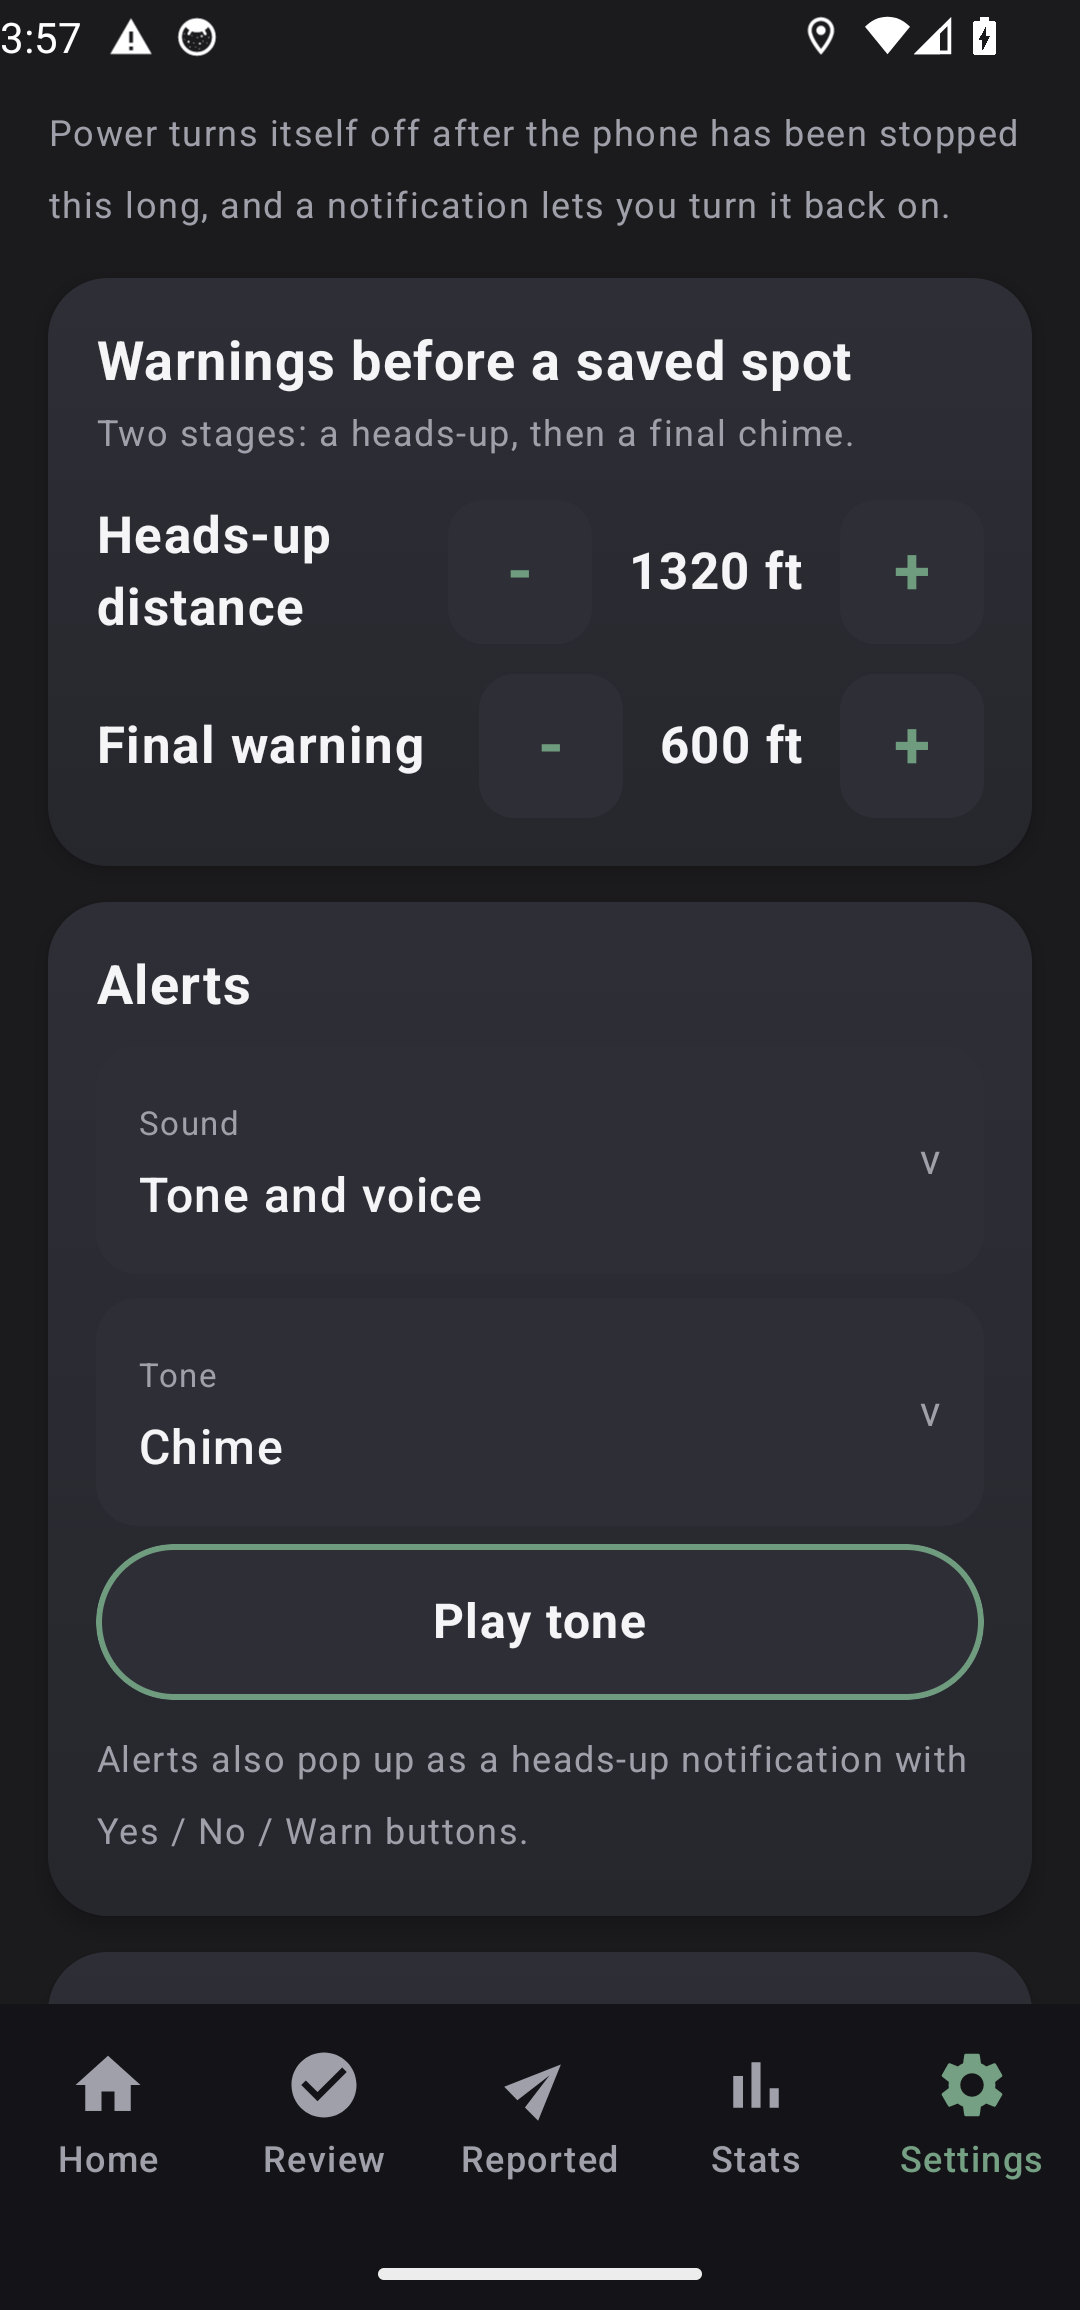 3:57
Power turns itself off after the phone has been stopped
this long, and a notification lets you turn it back on.
Warnings before a saved spot
Two stages: a heads-up, then a final chime.
Heads-up
distance
-
1320 ft
+
Final warning
-
600 ft
+
Alerts
Sound
Tone and voice
v
Tone
Chime
v
Play tone
Alerts also pop up as a heads-up notification with
Yes / No / Warn buttons.
Home
Review
Reported
Stats
Settings